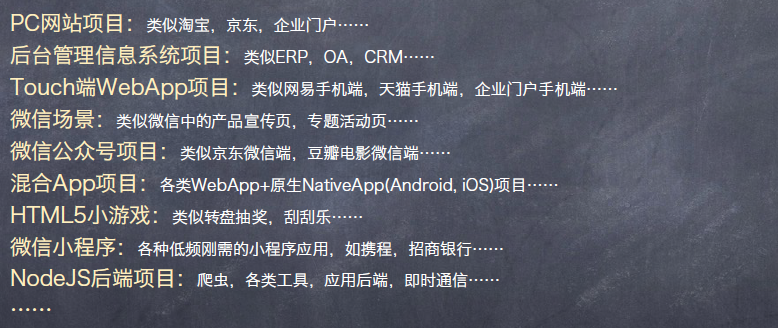 PC网站项目：类似淘宝，京东，企业门户……
后台管理信息系统项目：类似ERP，OA，CRM……
Touch端WebApp项目：类似网易手机端，天猫手机端，企业门户手机端……
微信场景：类似微信中的产品宣传页，专题活动页……
微信公众号项目：类似京东微信端，豆瓣电影微信端……
混合App项目：各类WebApp+原生NativeApp(Android, iOS)项目……
HTML5小游戏：类似转盘抽奖，刮刮乐……
微信小程序：各种低频刚需的小程序应用，如携程，招商银行……
NodeJS后端项目：爬虫，各类工具，应用后端，即时通信……
……